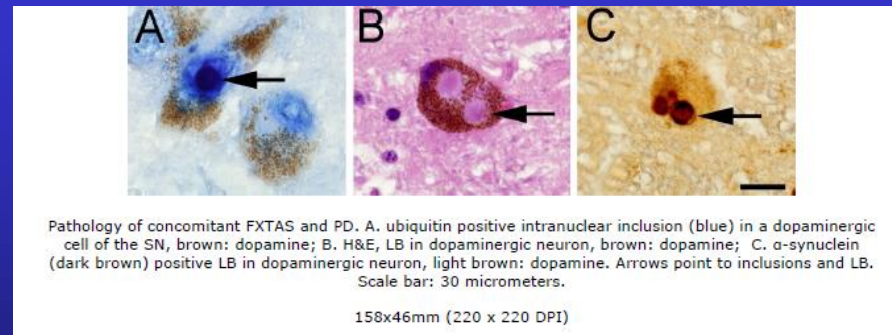 A B C
Pathology of concomitant FXTAS and PD. A. ubiquitin positive intranuclear inclusion (blue) in a dopaminergic
cell of the SN, brown: dopamine; B. H&E, LB in dopaminergic neuron, brown: dopamine; C. α-synuclein
(dark brown) positive LB in dopaminergic neuron, light brown: dopamine. Arrows point to inclusions and LB.
Scale bar: 30 micrometers.
158x46mm (220 x 220 DPI)